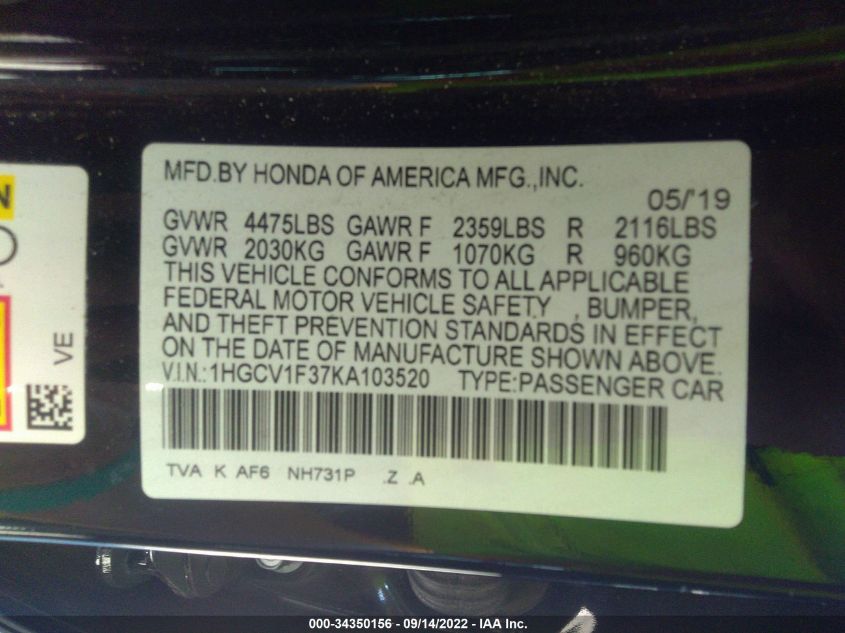 MFD.BY HONDA OF AMERICA MFG.,INC.
05/'19
GVWR 4475LBS GAWR F 2359LBS R 2116LBS
GVWR 2030KG GAWR F 1070KG R 960KG
THIS VEHICLE CONFORMS TO ALL APPLICABLE
FEDERAL MOTOR VEHICLE SAFETY , BUMPER,
AND THEFT PREVENTION STANDARDS IN EFFECT
ON THE DATE OF MANUFACTURE SHOWN ABOVE.
V.I.N.:1HGCV1F37KA103520 TYPE:PASSENGER CAR
TVA K AF6 NH731P .Z .A
N
VE
000-34350156 - 09/14/2022 - IAA Inc.